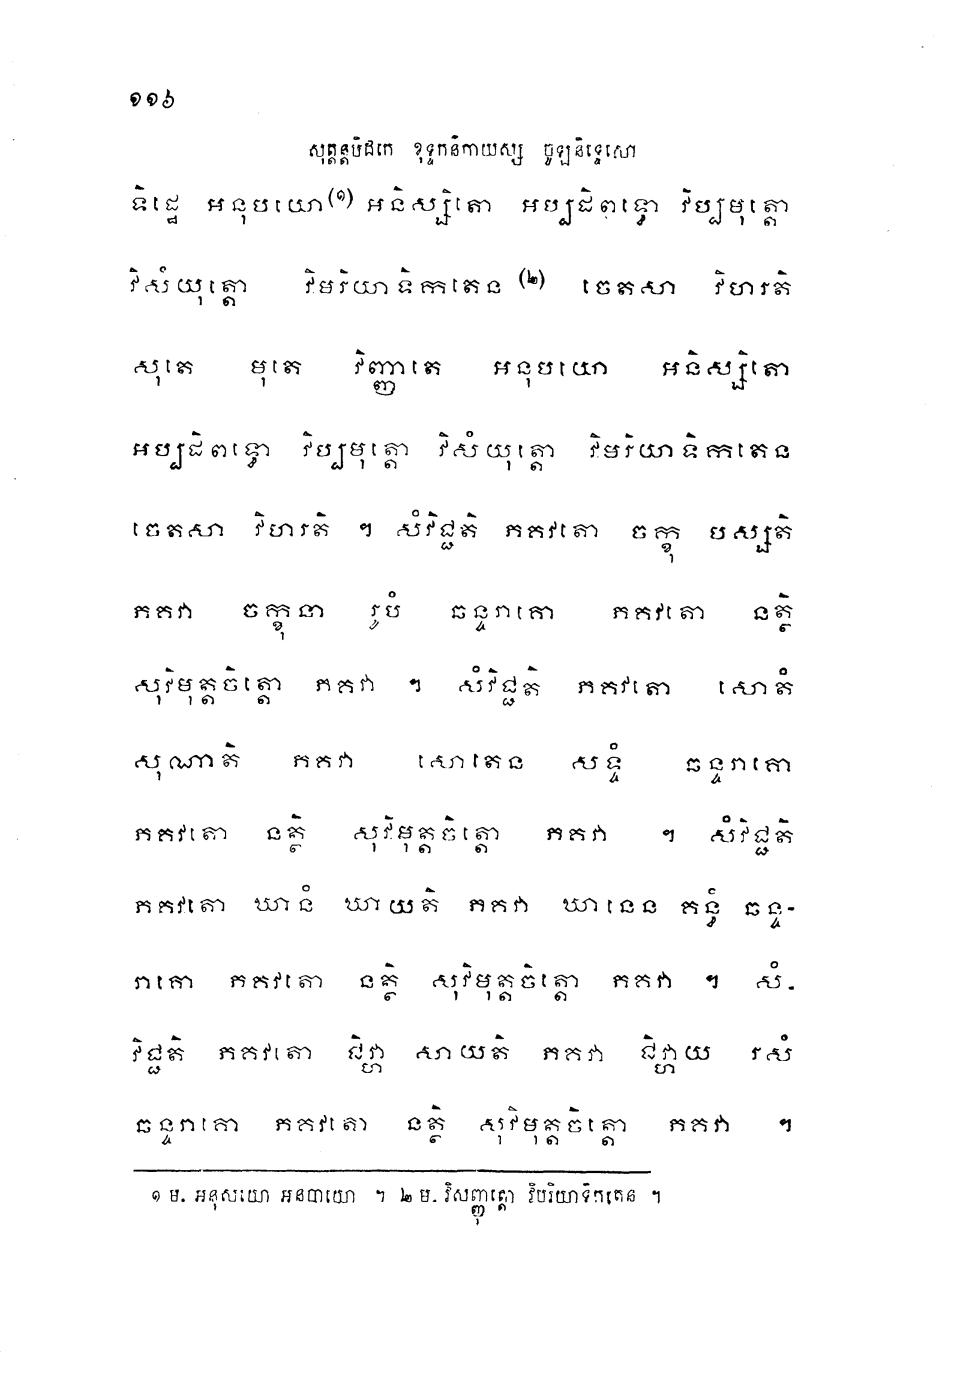 ១១៦
សុត្តន្តបិដកេ ខុទ្ទកនិកាយស្ស ចូឡនិទ្ទេសោ
ទិដ្ឋេ អនុបយោ(១) អនិស្សិតោ អប្បដិពទ្ធោ វិប្បមុត្តោ
វិសំយុត្តោ វិមរិយាទិកតេន (២) ចេតសា វិហរតិ
សុតេ មុតេ វិញ្ញាតេ អនុបយោ អនិស្សិតោ
អប្បដិពទ្ធោ វិប្បមុត្តោ វិសំយុត្តោ វិមរិយាទិកតេន
ចេតសា វិហរតិ ។ សំវិជ្ជតិ ភគវតោ ចក្ខុ បស្សតិ
ភគវា ចក្ខុនា រូបំ ឆន្ទរាគោ ភគវតោ នត្ថិ
សុវិមុត្តចិត្តោ ភគវា ។ សំវិជ្ជតិ ភគវតោ សោតំ
សុណាតិ ភគវា សោតេន សទ្ទំ ឆន្ទរាគោ
ភគវតោ នត្ថិ សុវិមុត្តចិត្តោ ភគវា ។ សំវិជ្ជតិ
ភគវតោ ឃានំ ឃាយតិ ភគវា ឃានេន គន្ធំ ឆន្ទ-
រាគោ ភគវតោ នត្ថិ សុវិមុត្តចិត្តោ ភគវា ។ សំ-
វិជ្ជតិ ភគវតោ ជិវ្ហា សាយតិ ភគវា ជិវ្ហាយ រសំ
ឆន្ទរាគោ ភគវតោ នត្ថិ សុវិមុត្តចិត្តោ ភគវា ។
១ ម. អនុសយោ អនបាយោ ។ ២ ម. វិសញ្ញុត្តោ វិបរិយាទិកតេន ។